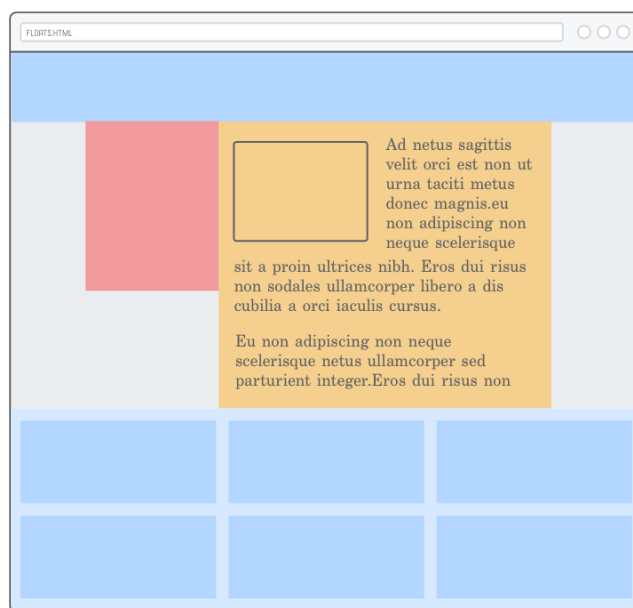 FLOATS.HTML
Ad netus sagittis
velit orci est non ut
urna taciti metus
donec magnis.eu
non adipiscing non
neque scelerisque
sit a proin ultrices nibh. Eros dui risus
non sodales ullamcorper libero a dis
cubilia a orci iaculis cursus.
Eu non adipiscing non neque
scelerisque netus ullamcorper sed
parturient integer.Eros dui risus non